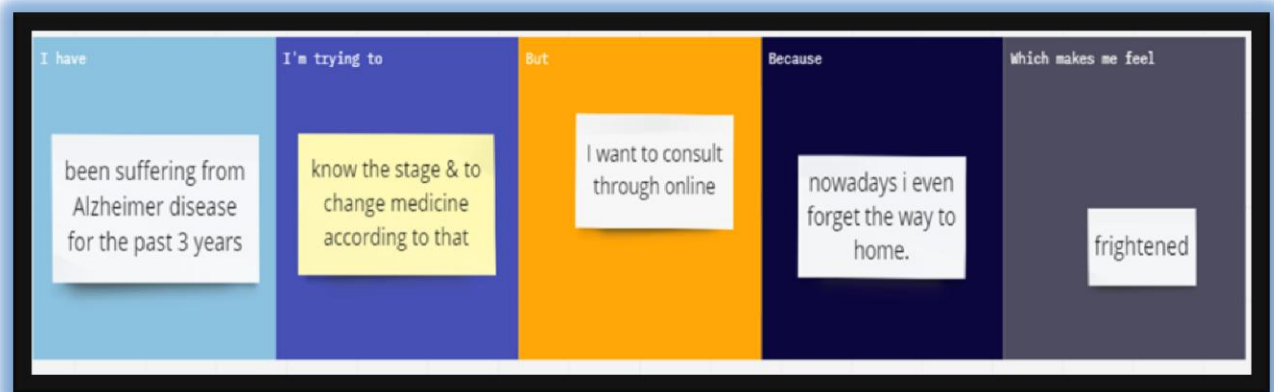 I have
been suffering from
Alzheimer disease
for the past 3 years
I'm trying to
know the stage & to
change medicine
according to that
But
I want to consult
through online
Because
nowadays i even
forget the way to
home.
Which makes me feel
frightened